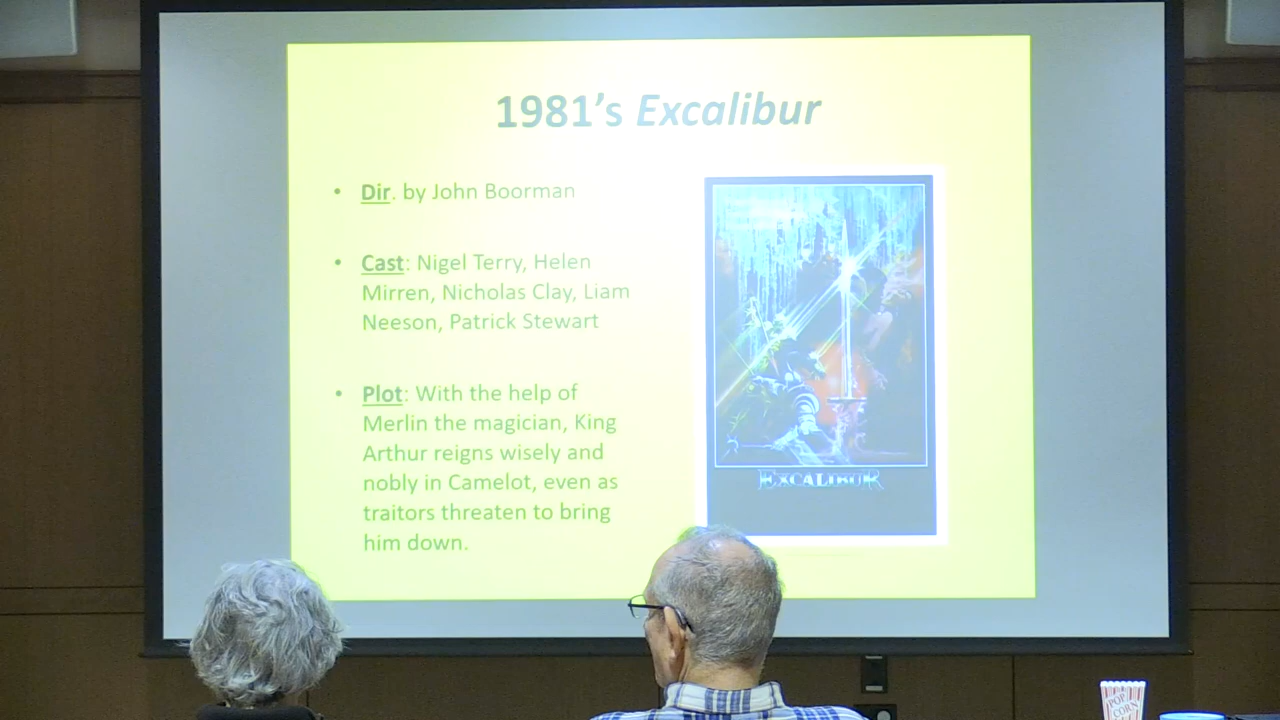 1981's Excalibur
• Dir. by John Boorman
• Cast: Nigel Terry, Helen
Mirren, Nicholas Clay, Liam
Neeson, Patrick Stewart
• Plot: With the help of
Merlin the magician, King
Arthur reigns wisely and
nobly in Camelot, even as
traitors threaten to bring
him down.
EXCALIBUR
POP
CORN